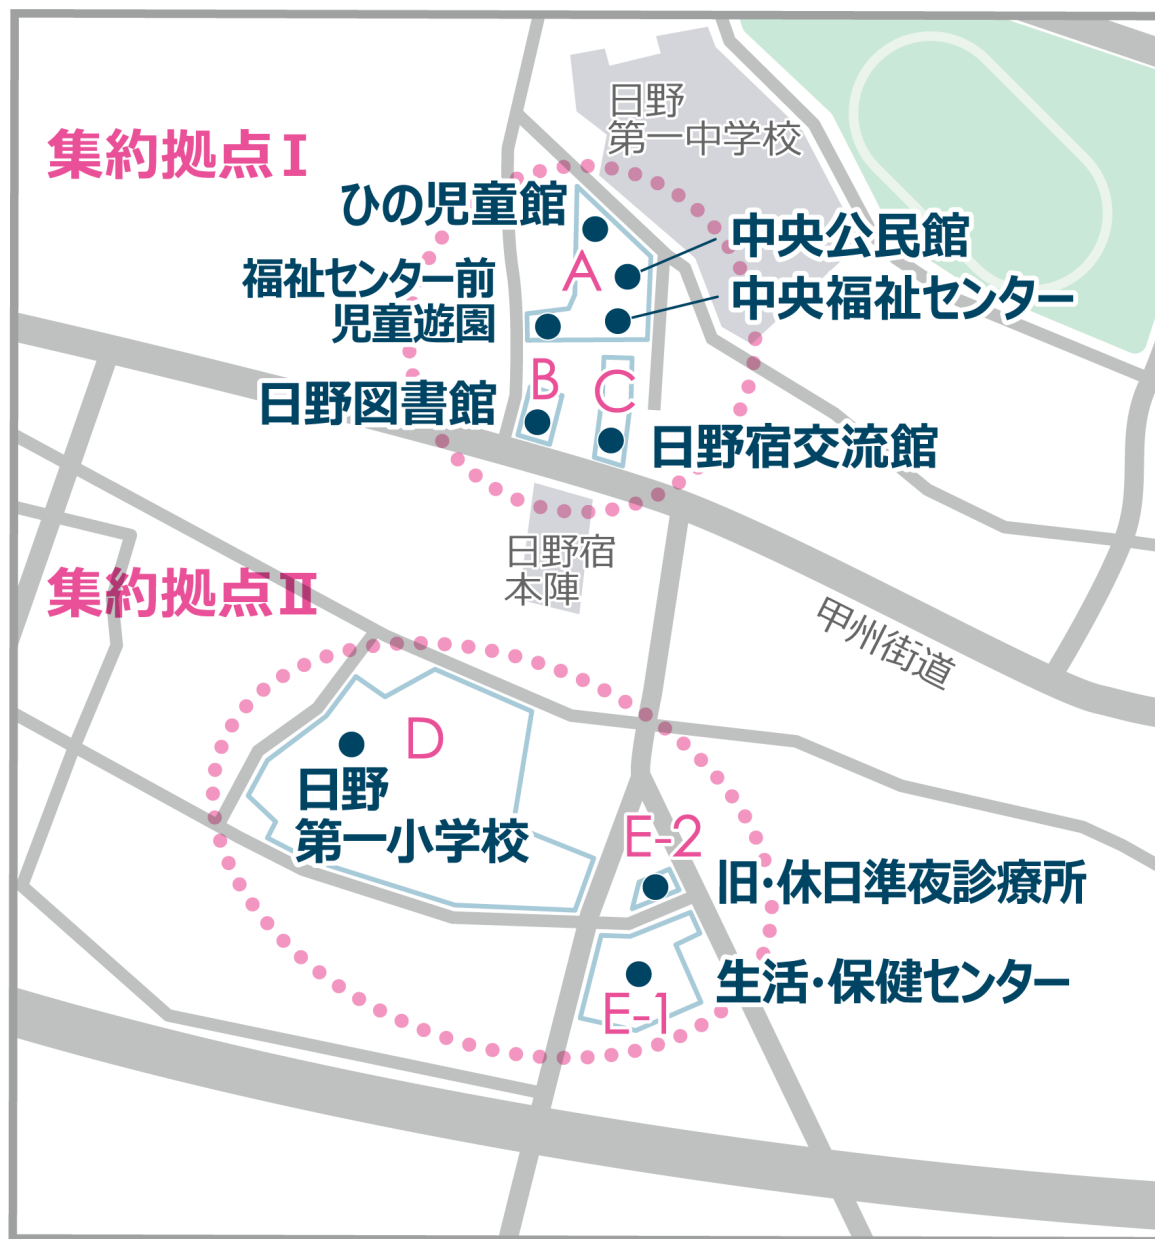 日野
第一中学校
集約拠点Ⅰ
ひの児童館
中央公民館
A
福祉センター前
児童遊園
中央福祉センター
B
C
日野図書館
日野宿交流館
日野宿
本陣
集約拠点Ⅱ
甲州街道
D
日野
第一小学校
E-2
旧・休日準夜診療所
生活・保健センター
E-1